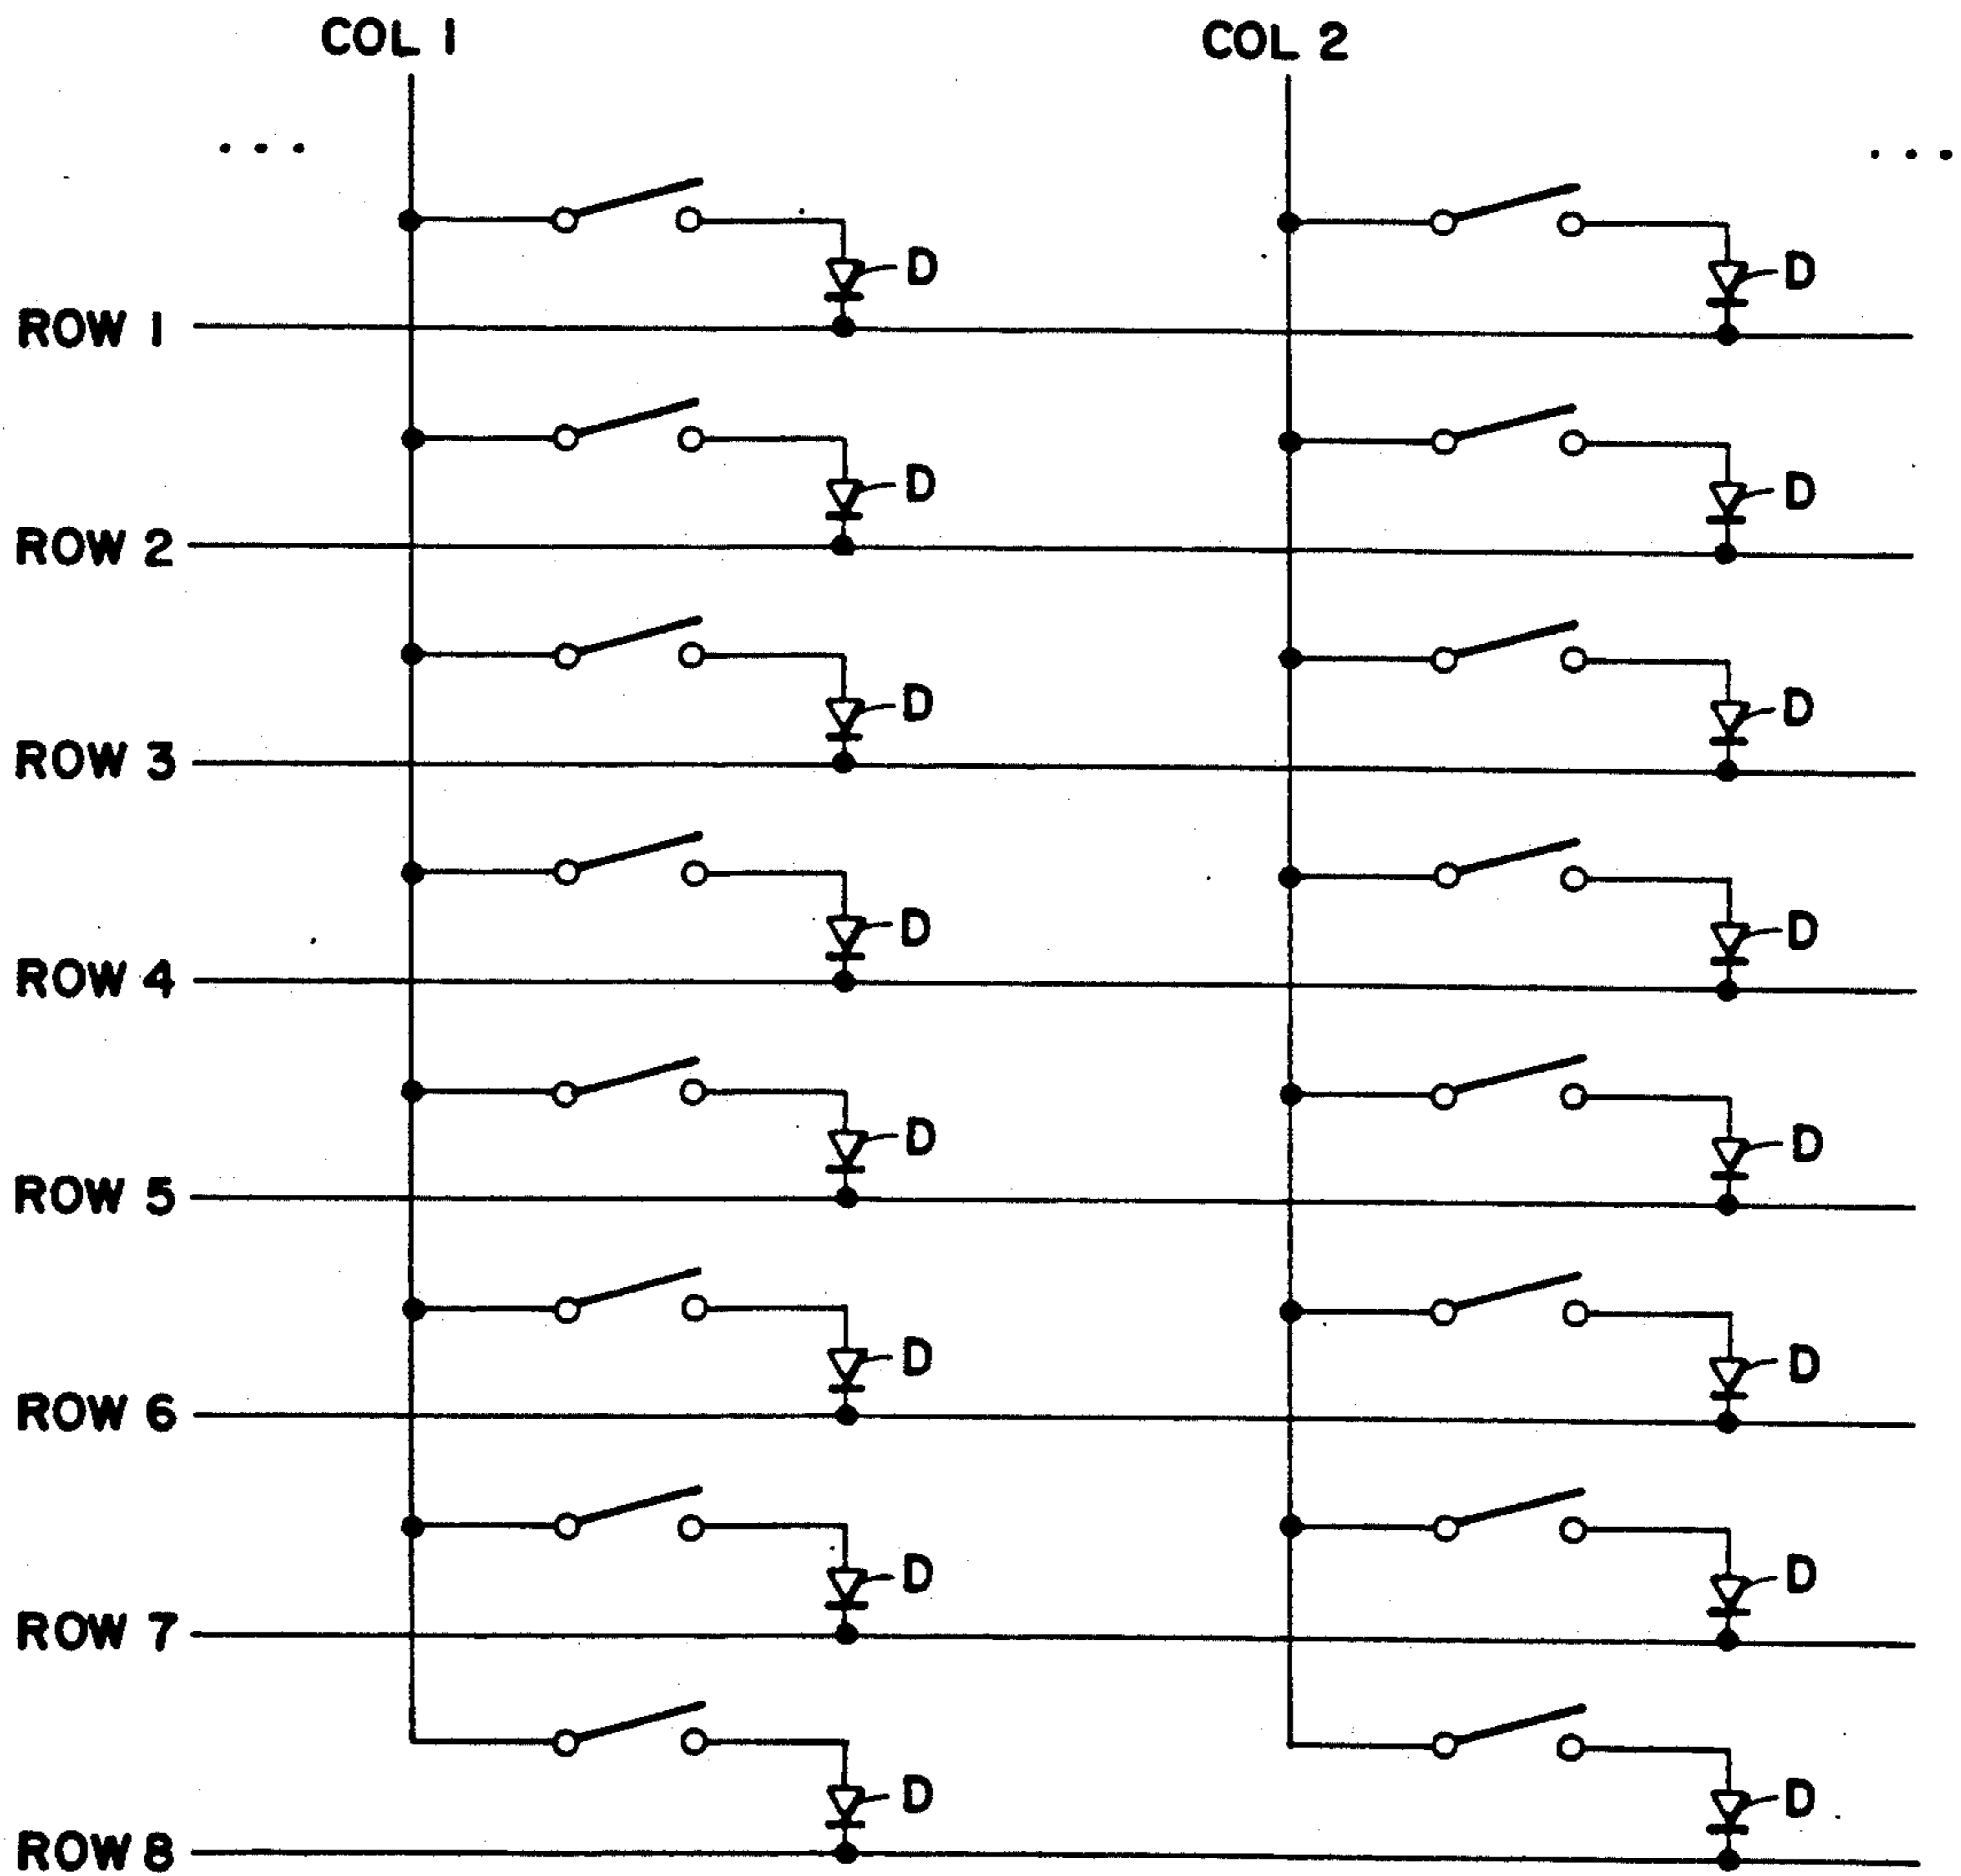 COL 1 COL 2
... ...
D D
ROW 1
D D
ROW 2
D D
ROW 3
D D
ROW 4
D D
ROW 5
D D
ROW 6
D D
ROW 7
D D
ROW 8